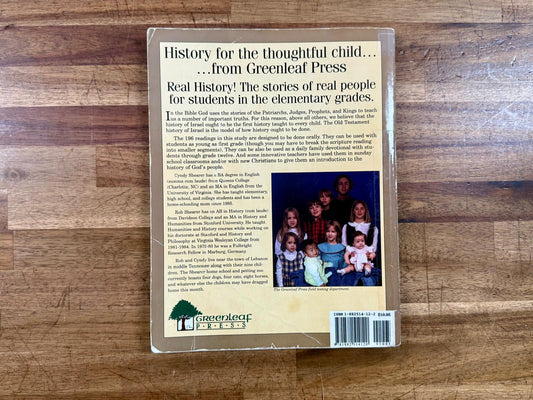 History for the thoughtful child...
...from Greenleaf Press
Real History! The stories of real people
for students in the elementary grades.
In the Bible God uses the stories of the Patriarchs, Judges, Prophets, and Kings to teach
us a number of important truths. For this reason, above all others, we believe that the
history of Israel ought to be the first history taught to every child. The Old Testament
history of Israel is the model of how history ought to be done.
The 196 readings in this study are designed to be done orally. They can be used with
students as young as first grade (though you may have to break the scripture reading
into smaller segments). They can be also be used as a daily family devotional with stu-
dents through grade twelve. And some innovative teachers have used them in sunday
school classrooms and/or with new Christians to give them an introduction to the
history of God's people.
Cyndy Shearer has a BA degree in English
(summa cum laude) from Queens College
(Charlotte, NC) and an MA in English from the
University of Virginia. She has taught elementary,
high school, and college students and has been a
home-schooling mom since 1985.
Rob Shearer has an AB in History (cum laude)
from Davidson College and an MA in History and
Humanities from Stanford University. He taught
Humanities and History courses while working on
his doctorate at Stanford and History and
Philosophy at Virginia Wesleyan College from
1981-1984. In 1979-80 he was a Fulbright
Research Fellow in Marburg, Germany.
Rob and Cyndy live near the town of Lebanon
in middle Tennessee along with their nine chil-
dren. The Shearer home school and petting zoo
currently boasts four dogs, four cats, eight horses,
and whatever else the children may have dragged
home this month.
The Greenleaf Press field testing department.
Greenleaf
PRESS
ISBN 1-882514-12-2